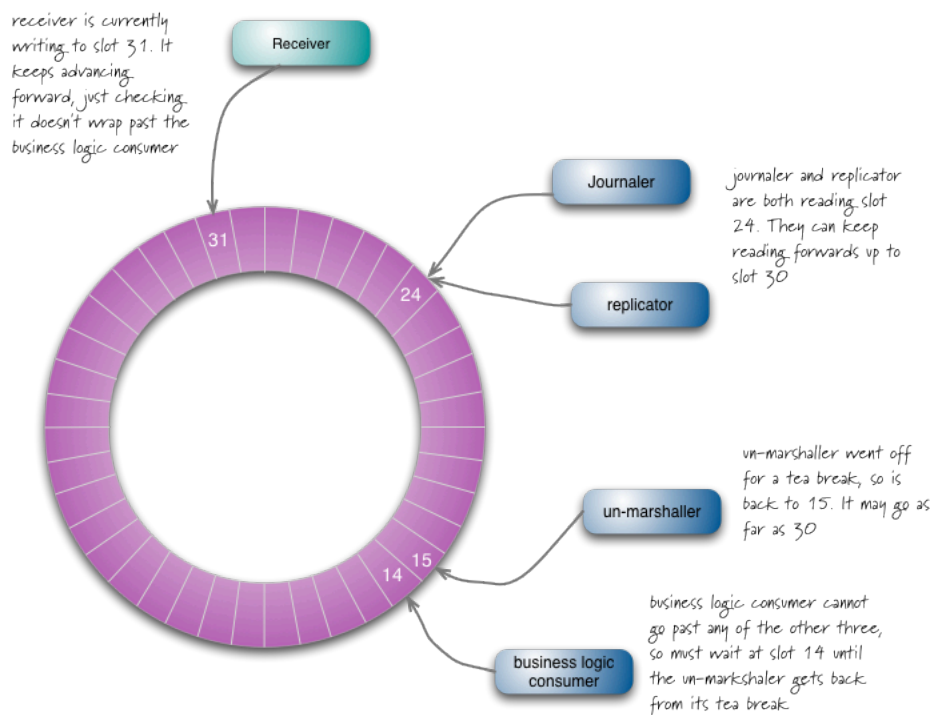 receiver is currently
writing to slot 31. It
keeps advancing
forward, just checking
it doesn't wrap past the
business logic consumer
Receiver
Journaler
journaler and replicator
are both reading slot
24. They can keep
reading forwards up to
slot 30
replicator
31
24
un-marshaller went off
for a tea break, so is
back to 15. It may go as
far as 30
un-marshaller
15
14
business logic consumer cannot
go past any of the other three,
so must wait at slot 14 until
the un-markshaler gets back
from its tea break
business logic
consumer